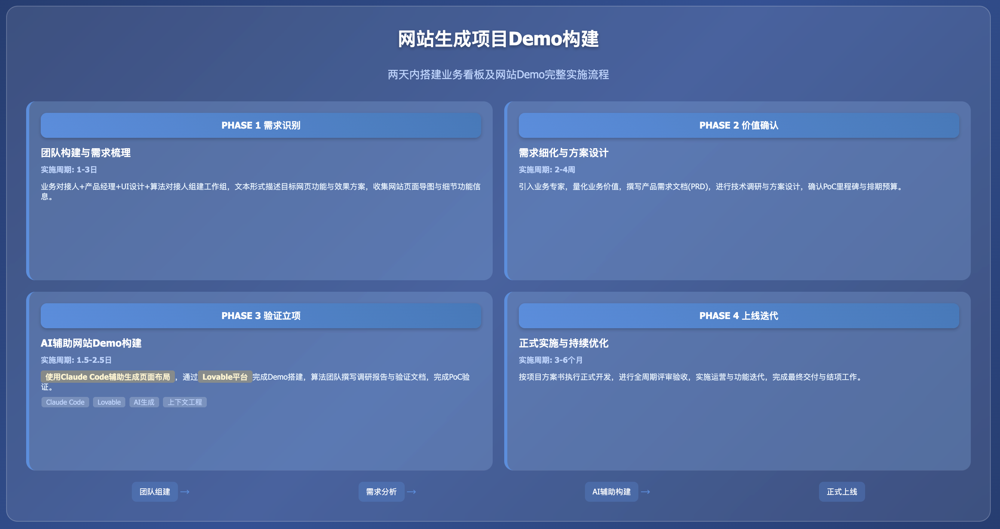 网站生成项目Demo构建
两天内搭建业务看板及网站Demo完整实施流程
PHASE 1 需求识别
团队构建与需求梳理
实施周期: 1-3日
业务对接人+产品经理+UI设计+算法对接人组建工作组，文本形式描述目标网页功能与效果方案，收集网站页面导图与细节功能信
息。
PHASE 2 价值确认
需求细化与方案设计
实施周期: 2-4周
引入业务专家，量化业务价值，撰写产品需求文档(PRD)，进行技术调研与方案设计，确认PoC里程碑与排期预算。
PHASE 3 验证立项
AI辅助网站Demo构建
实施周期: 1.5-2.5日
使用Claude Code辅助生成页面布局，通过Lovable平台完成Demo搭建，算法团队撰写调研报告与验证文档，完成PoC验
证。
Claude Code Lovable AI生成 上下文工程
PHASE 4 上线迭代
正式实施与持续优化
实施周期: 3-6个月
按项目方案书执行正式开发，进行全周期评审验收，实施运营与功能迭代，完成最终交付与结项工作。
团队组建 → 需求分析 → AI辅助构建 → 正式上线